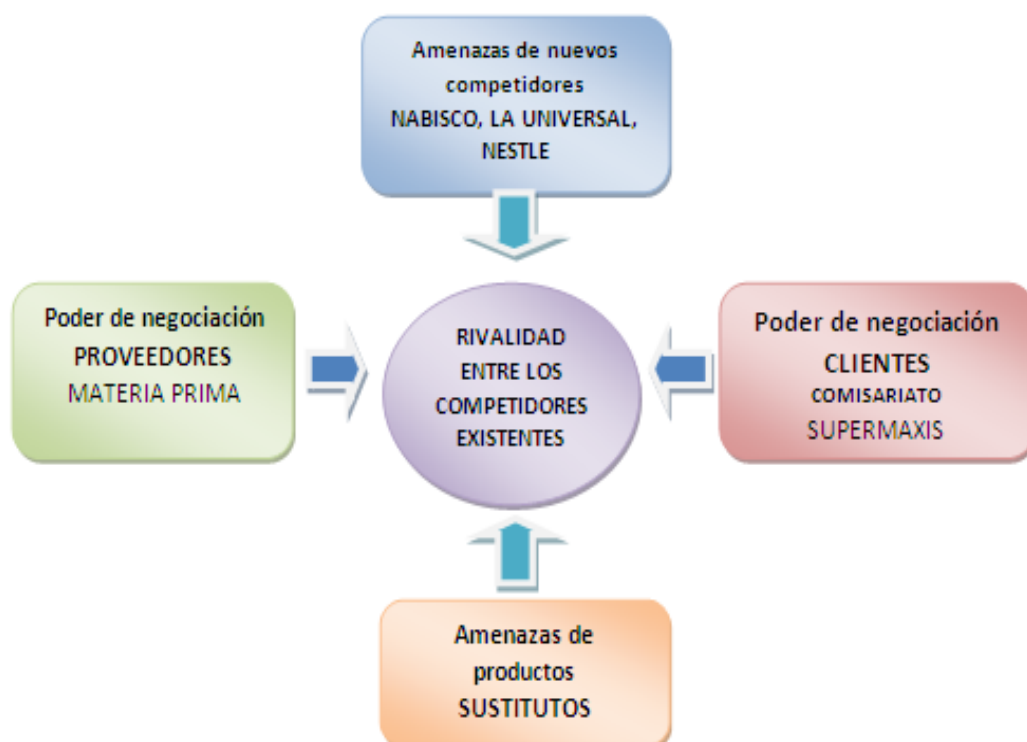 Amenazas de nuevos
competidores
NABISCO, LA UNIVERSAL,
NESTLE
Poder de negociación
PROVEEDORES
MATERIA PRIMA
RIVALIDAD
ENTRE LOS
COMPETIDORES
EXISTENTES
Poder de negociación
CLIENTES
COMISARIATO
SUPERMAXIS
Amenazas de
productos
SUSTITUTOS